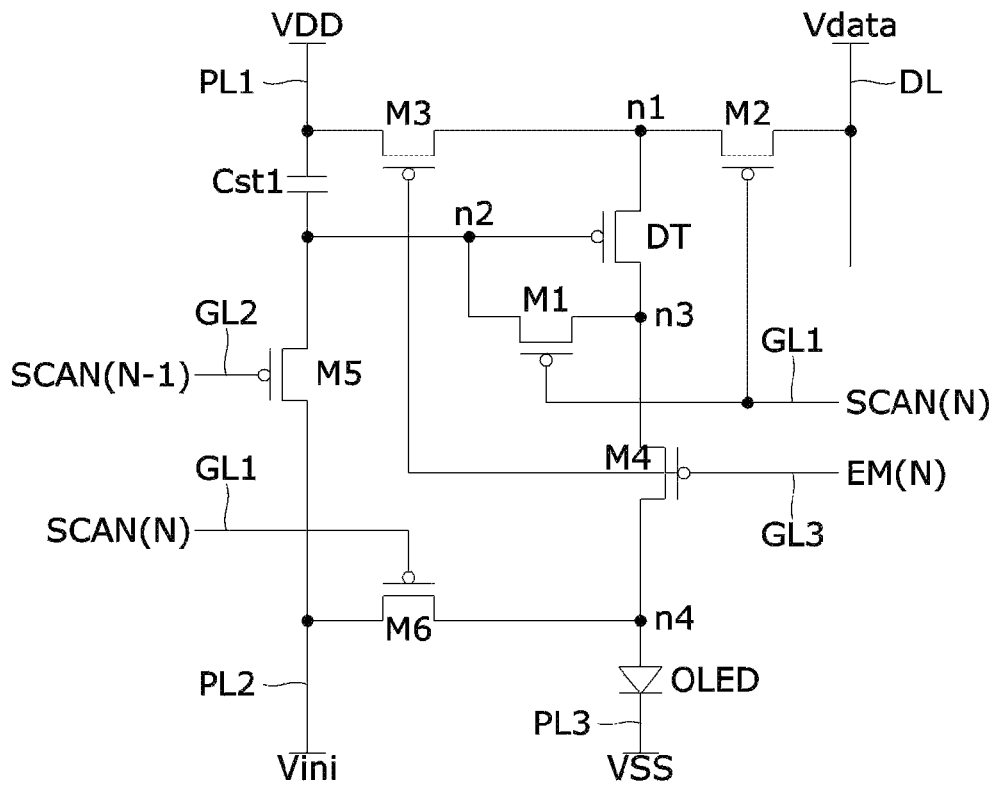 VDD
Vdata
PL1
DL
M3
n1
M2
Cst1
n2
DT
M1
n3
GL2
GL1
SCAN(N-1)
M5
SCAN(N)
GL1
M4
EM(N)
SCAN(N)
GL3
M6
n4
PL2
OLED
PL3
Vini
VSS